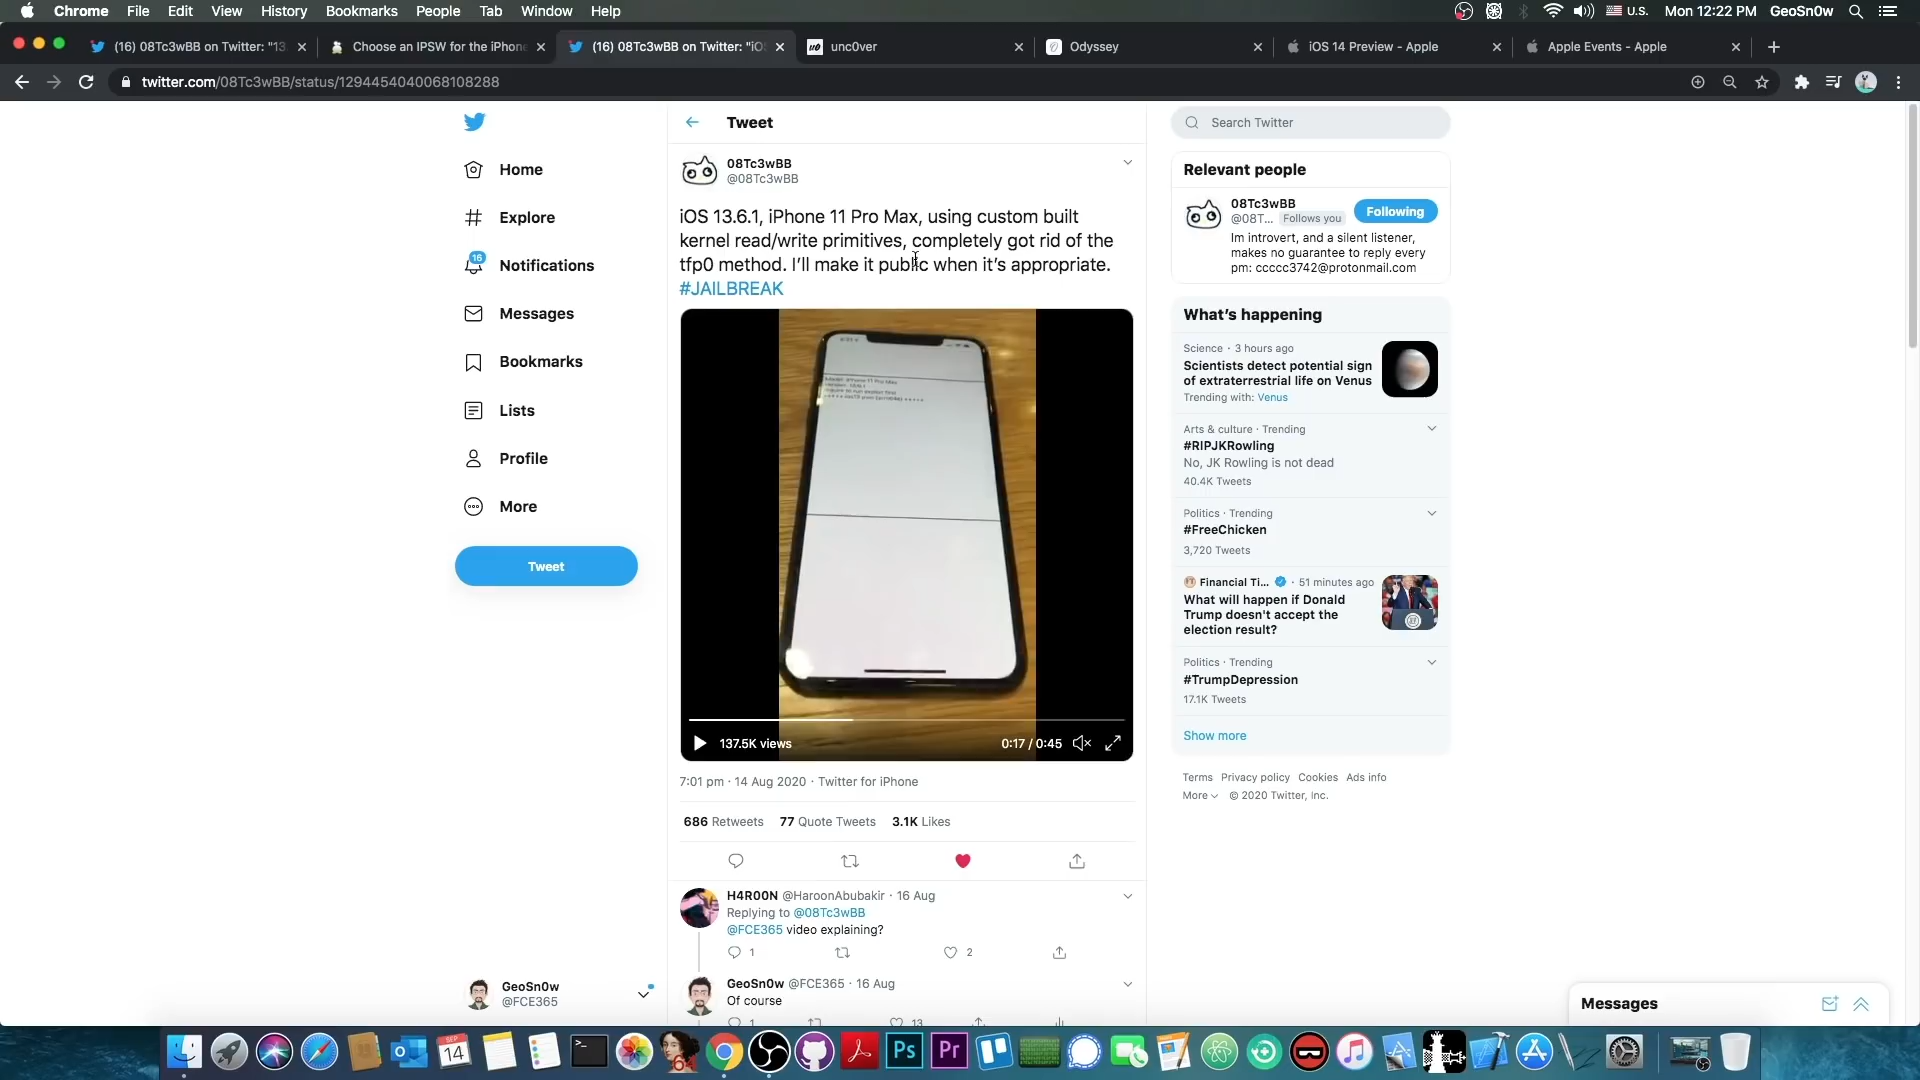 Chrome File Edit View History Bookmarks People Tab Window Help
U.S. Mon 12:22 PM GeoSn0w
(16) 08Tc3wBB on Twitter: "13
Choose an IPSW for the iPhone
(16) 08Tc3wBB on Twitter: "iO
unc0ver
Odyssey
iOS 14 Preview - Apple
Apple Events - Apple
twitter.com/08Tc3wBB/status/1294454040068108288
Home
Explore
16
Notifications
Messages
Bookmarks
Lists
Profile
More
Tweet
GeoSn0w
@FCE365
Tweet
08Tc3wBB
@08Tc3wBB
iOS 13.6.1, iPhone 11 Pro Max, using custom built
kernel read/write primitives, completely got rid of the
tfp0 method. I'll make it public when it's appropriate.
#JAILBREAK
137.5K views
0:17 / 0:45
7:01 pm · 14 Aug 2020 · Twitter for iPhone
686 Retweets 77 Quote Tweets 3.1K Likes
H4R00N @HaroonAbubakir · 16 Aug
Replying to @08Tc3wBB
@FCE365 video explaining?
1 2
GeoSn0w @FCE365 · 16 Aug
Of course
1 13
Search Twitter
Relevant people
08Tc3wBB
@08T... Follows you
Following
Im introvert, and a silent listener,
makes no guarantee to reply every
pm: ccccc3742@protonmail.com
What's happening
Science · 3 hours ago
Scientists detect potential sign
of extraterrestrial life on Venus
Trending with: Venus
Arts & culture · Trending
#RIPJKRowling
No, JK Rowling is not dead
40.4K Tweets
Politics · Trending
#FreeChicken
3,720 Tweets
Financial Ti... · 51 minutes ago
What will happen if Donald
Trump doesn't accept the
election result?
Politics · Trending
#TrumpDepression
17.1K Tweets
Show more
Terms Privacy policy Cookies Ads info
More © 2020 Twitter, Inc.
Messages
SEP
14
Ps
Pr